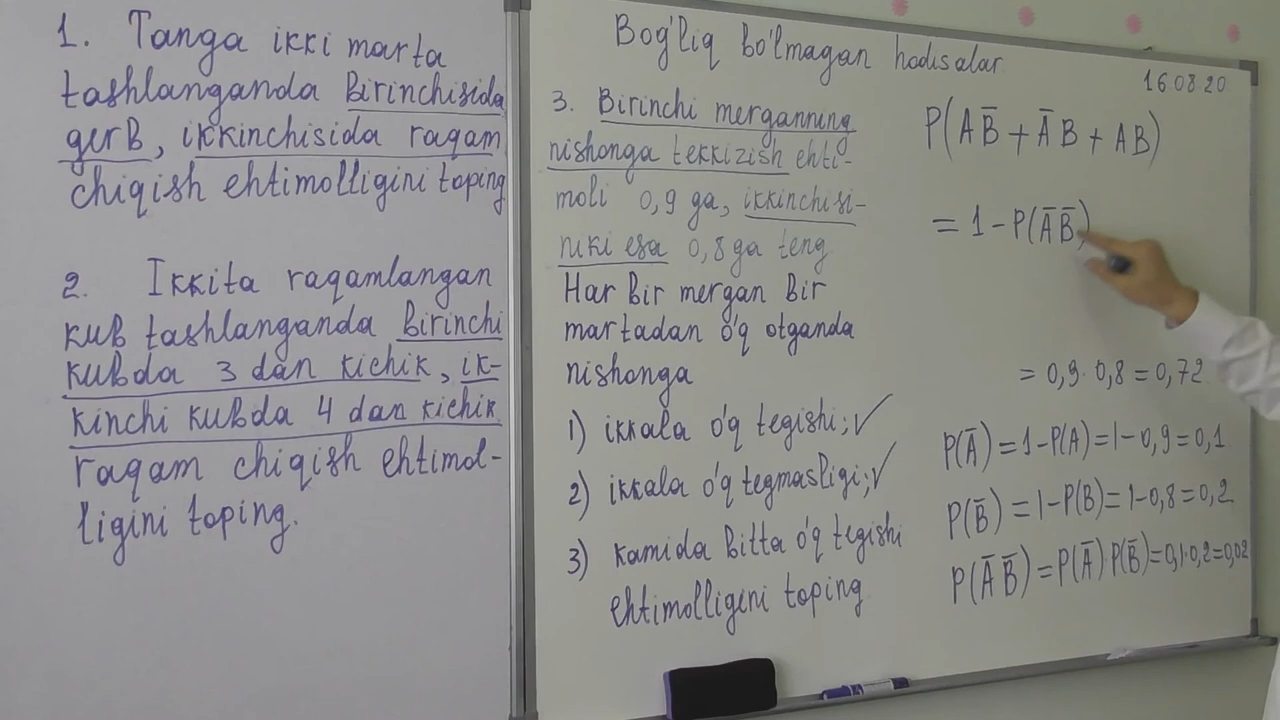 1. Tanga ikki marta
tashlanganda birinchisida
gerb, ikkinchisida raqam
chiqish ehtimolligini toping
2. Ikkita raqamlangan
kub tashlanganda birinchi
kubda 3 dan kichik, ik-
kinchi kubda 4 dan kichik
raqam chiqish ehtimol-
ligini toping.
Bog'liq bo'lmagan hodisalar
16.08.20
3. Birinchi merganning
nishonga tekkizish ehti-
moli 0,9 ga, ikkinchisi-
niki esa 0,8 ga teng
Har bir mergan bir
martadan o'q otganda
nishonga
1) ikkala o'q tegishi; ✓
2) ikkala o'q tegmasligi; ✓
3) kamida bitta o'q tegishi
ehtimolligini toping
P(AB̅ + A̅B + AB)
= 1 - P(A̅ B̅)
= 0,9 · 0,8 = 0,72
P(A̅) = 1 - P(A) = 1 - 0,9 = 0,1
P(B̅) = 1 - P(B) = 1 - 0,8 = 0,2
P(A̅ B̅) = P(A̅) · P(B̅) = 0,1 · 0,2 = 0,02